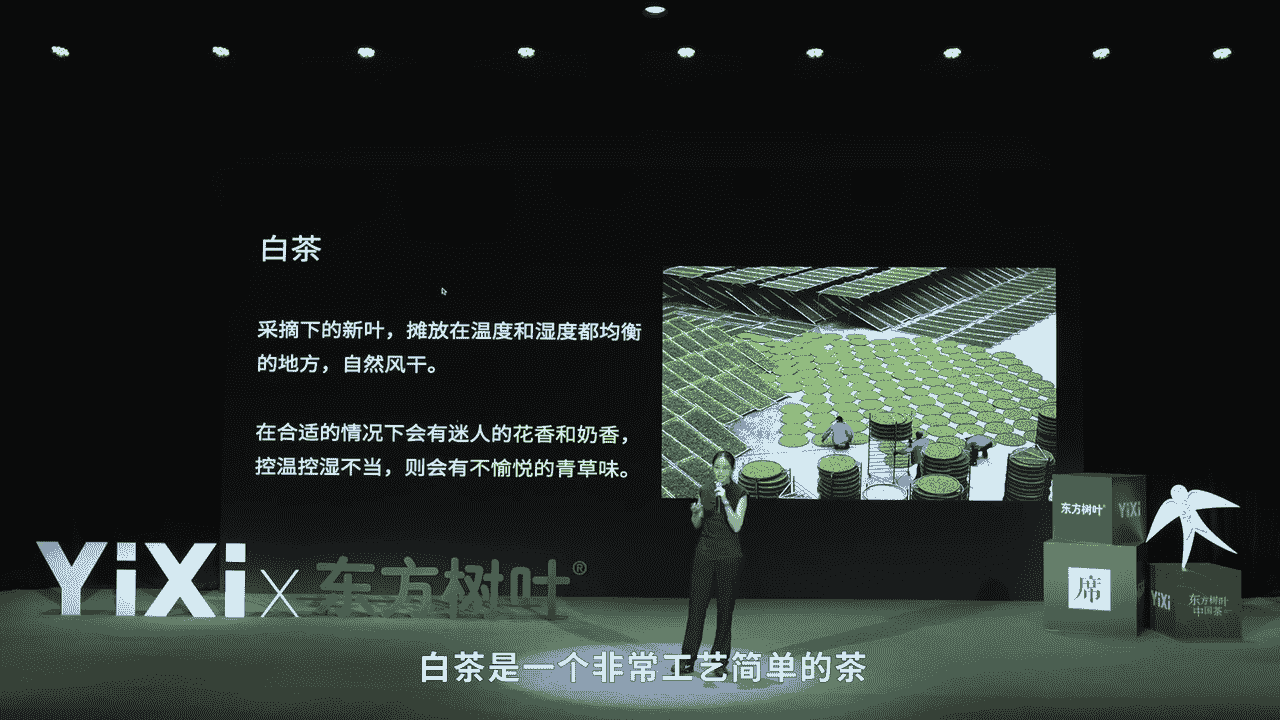 白茶
采摘下的新叶，摊放在温度和湿度都均衡
的地方，自然风干。
在合适的情况下会有迷人的花香和奶香，
控温控湿不当，则会有不愉悦的青草味。
东方树叶 YiXi
YiXi x 东方树叶®
席
YiXi 东方树叶
中国茶
白茶是一个非常工艺简单的茶